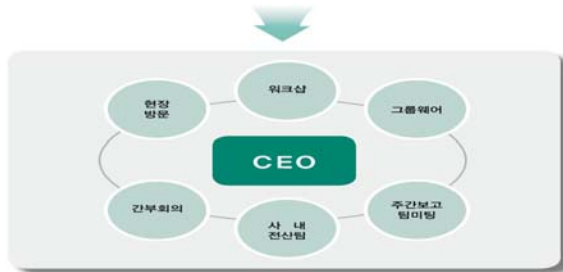 워크샵
현장
방문
그룹웨어
CEO
간부회의
주간보고
팀미팅
사 내
전산팀